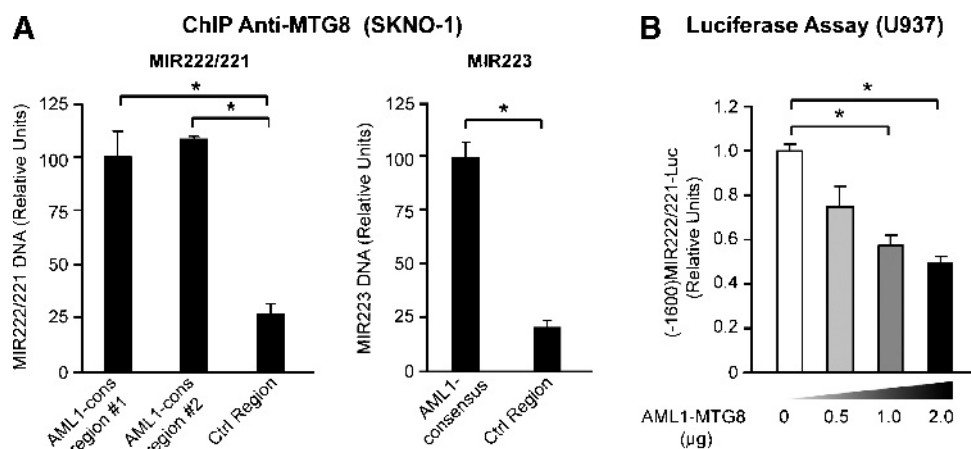 A
ChIP Anti-MTG8 (SKNO-1)
MIR222/221
*
*
MIR222/221 DNA (Relative Units)
125
100
75
50
25
0
AML1-cons
region #1
AML1-cons
region #2
Ctrl Region
MIR223
*
MIR223 DNA (Relative Units)
125
100
75
50
25
0
AML1-
consensus
Ctrl Region
B
Luciferase Assay (U937)
*
*
(-1600)MIR222/221-Luc
(Relative Units)
1.2
1.0
0.8
0.6
0.4
0.2
0
AML1-MTG8
(µg)
0 0.5 1.0 2.0